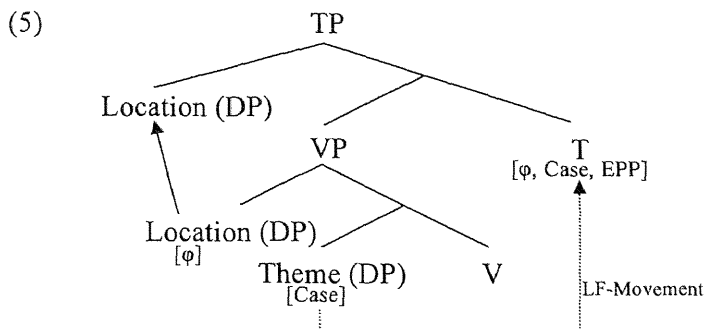 (5) TP
Location (DP)
VP T
[φ, Case, EPP]
Location (DP)
[φ]
Theme (DP) V
[Case] LF-Movement